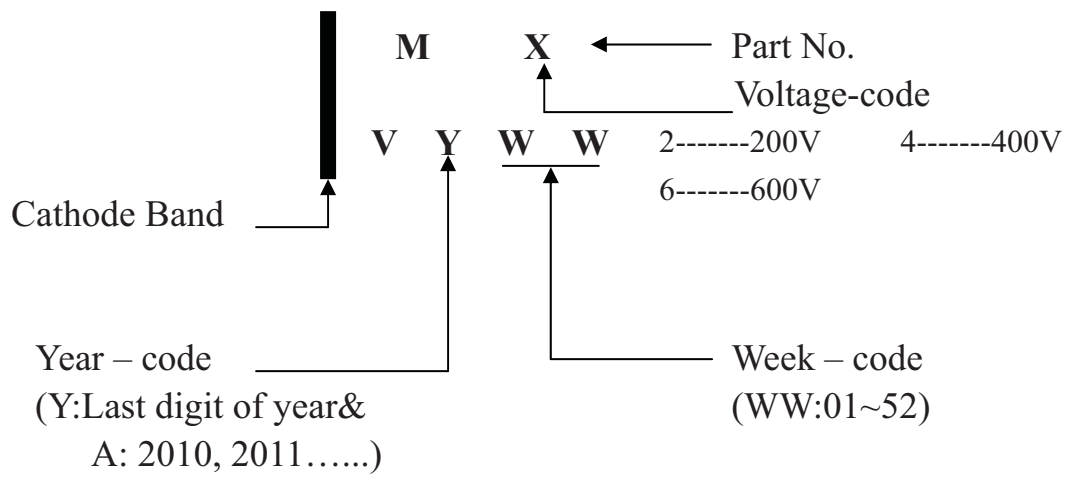 M X Part No.
Voltage-code
V Y W W 2-------200V 4-------400V
6-------600V
Cathode Band
Year – code Week – code
(Y:Last digit of year& (WW:01~52)
A: 2010, 2011…...)